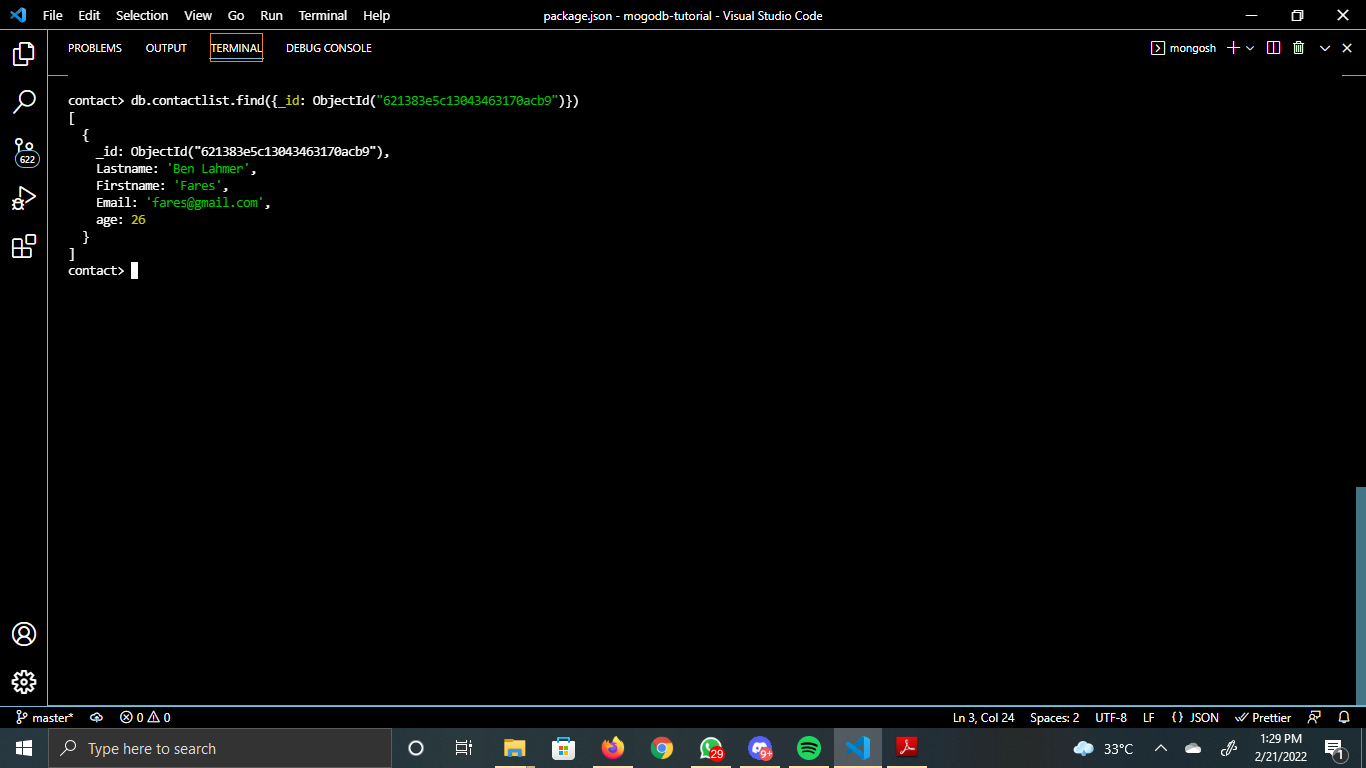 File Edit Selection View Go Run Terminal Help package.json - mogodb-tutorial - Visual Studio Code
PROBLEMS OUTPUT TERMINAL DEBUG CONSOLE mongosh
contact> db.contactlist.find({_id: ObjectId("621383e5c13043463170acb9")})
[
  {
    _id: ObjectId("621383e5c13043463170acb9"),
    Lastname: 'Ben Lahmer',
    Firstname: 'Fares',
    Email: 'fares@gmail.com',
    age: 26
  }
]
contact>
622
master* 0 0 Ln 3, Col 24 Spaces: 2 UTF-8 LF {} JSON Prettier
Type here to search 29 9+ 33°C 1:29 PM
2/21/2022 1